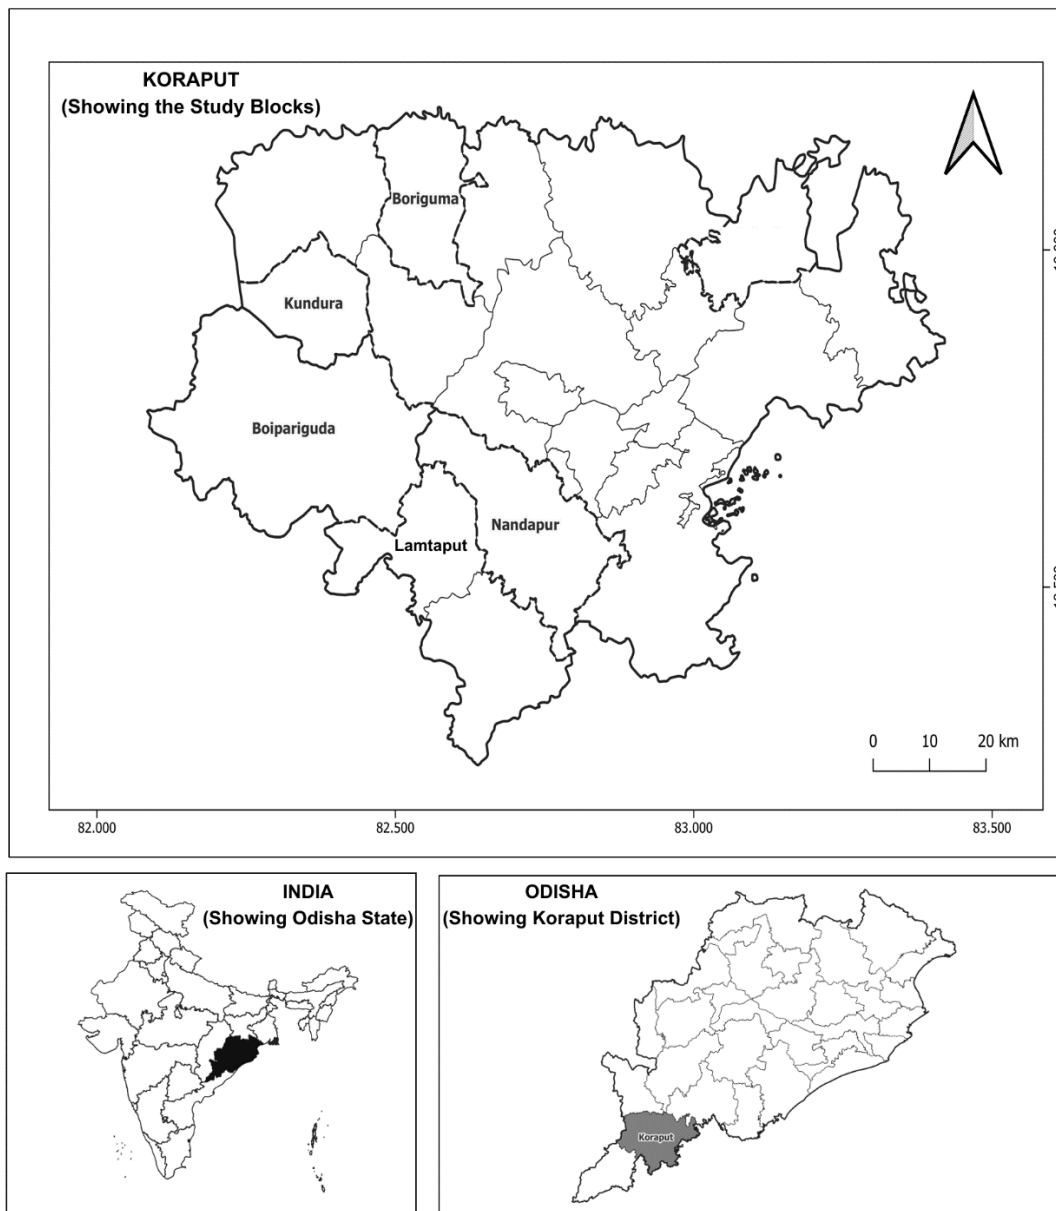 KORAPUT
(Showing the Study Blocks)
Boriguma
Kundura
Boipariguda
Lamtaput
Nandapur
0 10 20 km
82.000 82.500 83.000 83.500
INDIA
(Showing Odisha State)
ODISHA
(Showing Koraput District)
Koraput